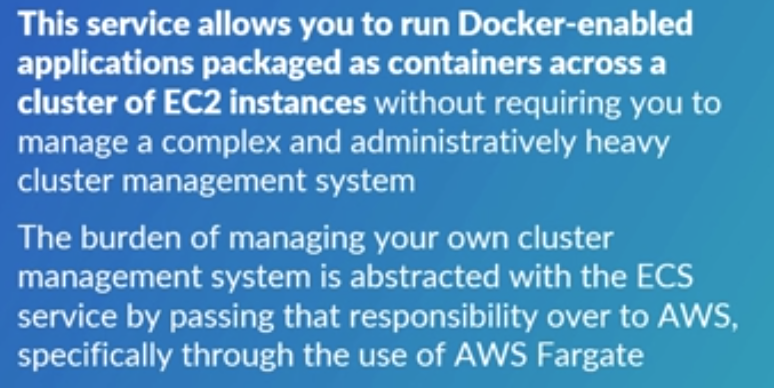 This service allows you to run Docker-enabled
applications packaged as containers across a
cluster of EC2 instances without requiring you to
manage a complex and administratively heavy
cluster management system
The burden of managing your own cluster
management system is abstracted with the ECS
service by passing that responsibility over to AWS,
specifically through the use of AWS Fargate